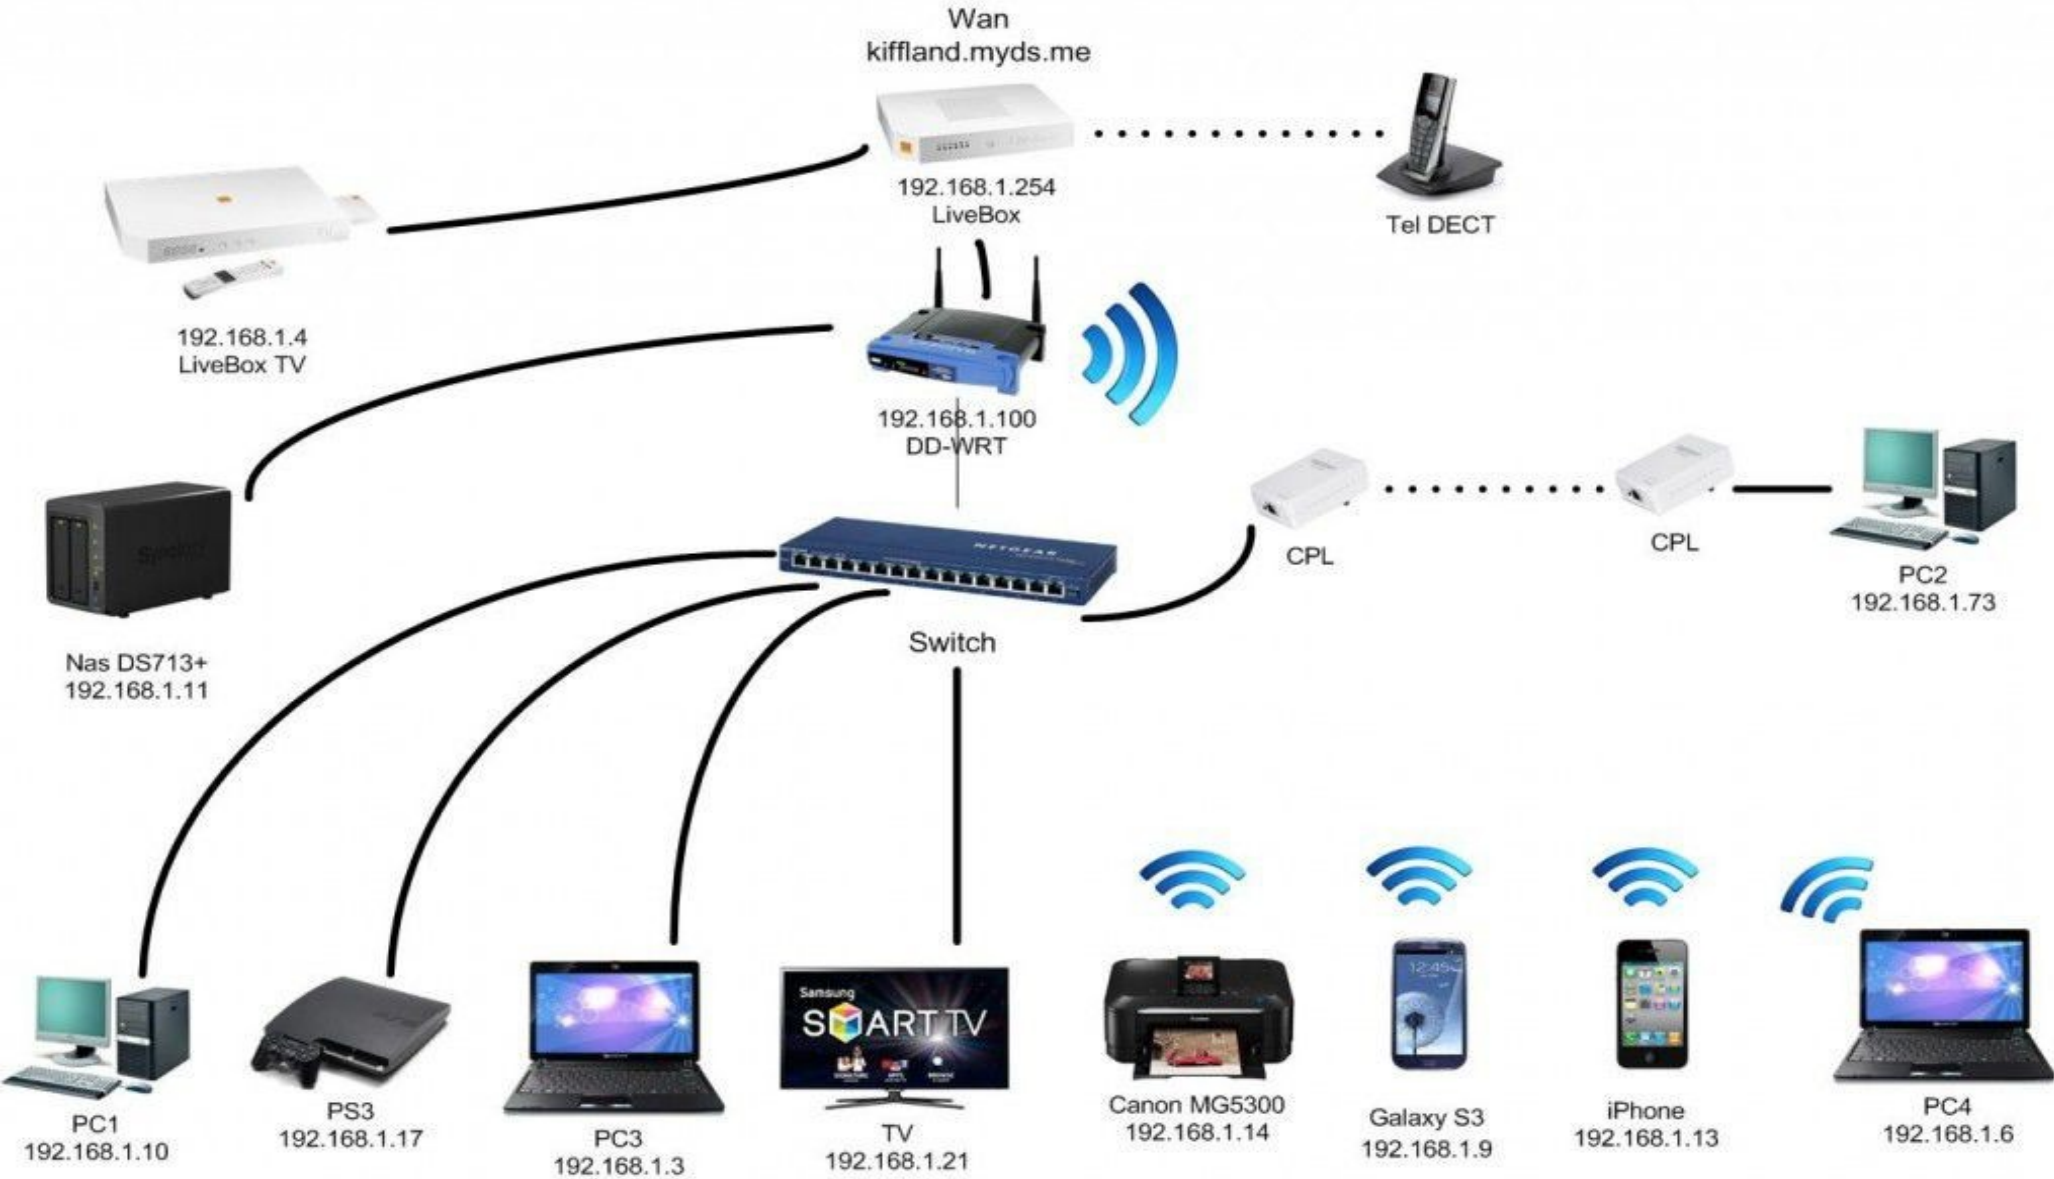 Wan
kiffland.myds.me
192.168.1.254
LiveBox
Tel DECT
192.168.1.4
LiveBox TV
192.168.1.100
DD-WRT
NETGEAR
Switch
CPL
CPL
PC2
192.168.1.73
Synology
Nas DS713+
192.168.1.11
PC1
192.168.1.10
PS3
192.168.1.17
PC3
192.168.1.3
Samsung
SMART TV
TV
192.168.1.21
Canon MG5300
192.168.1.14
12:45
Galaxy S3
192.168.1.9
iPhone
192.168.1.13
PC4
192.168.1.6